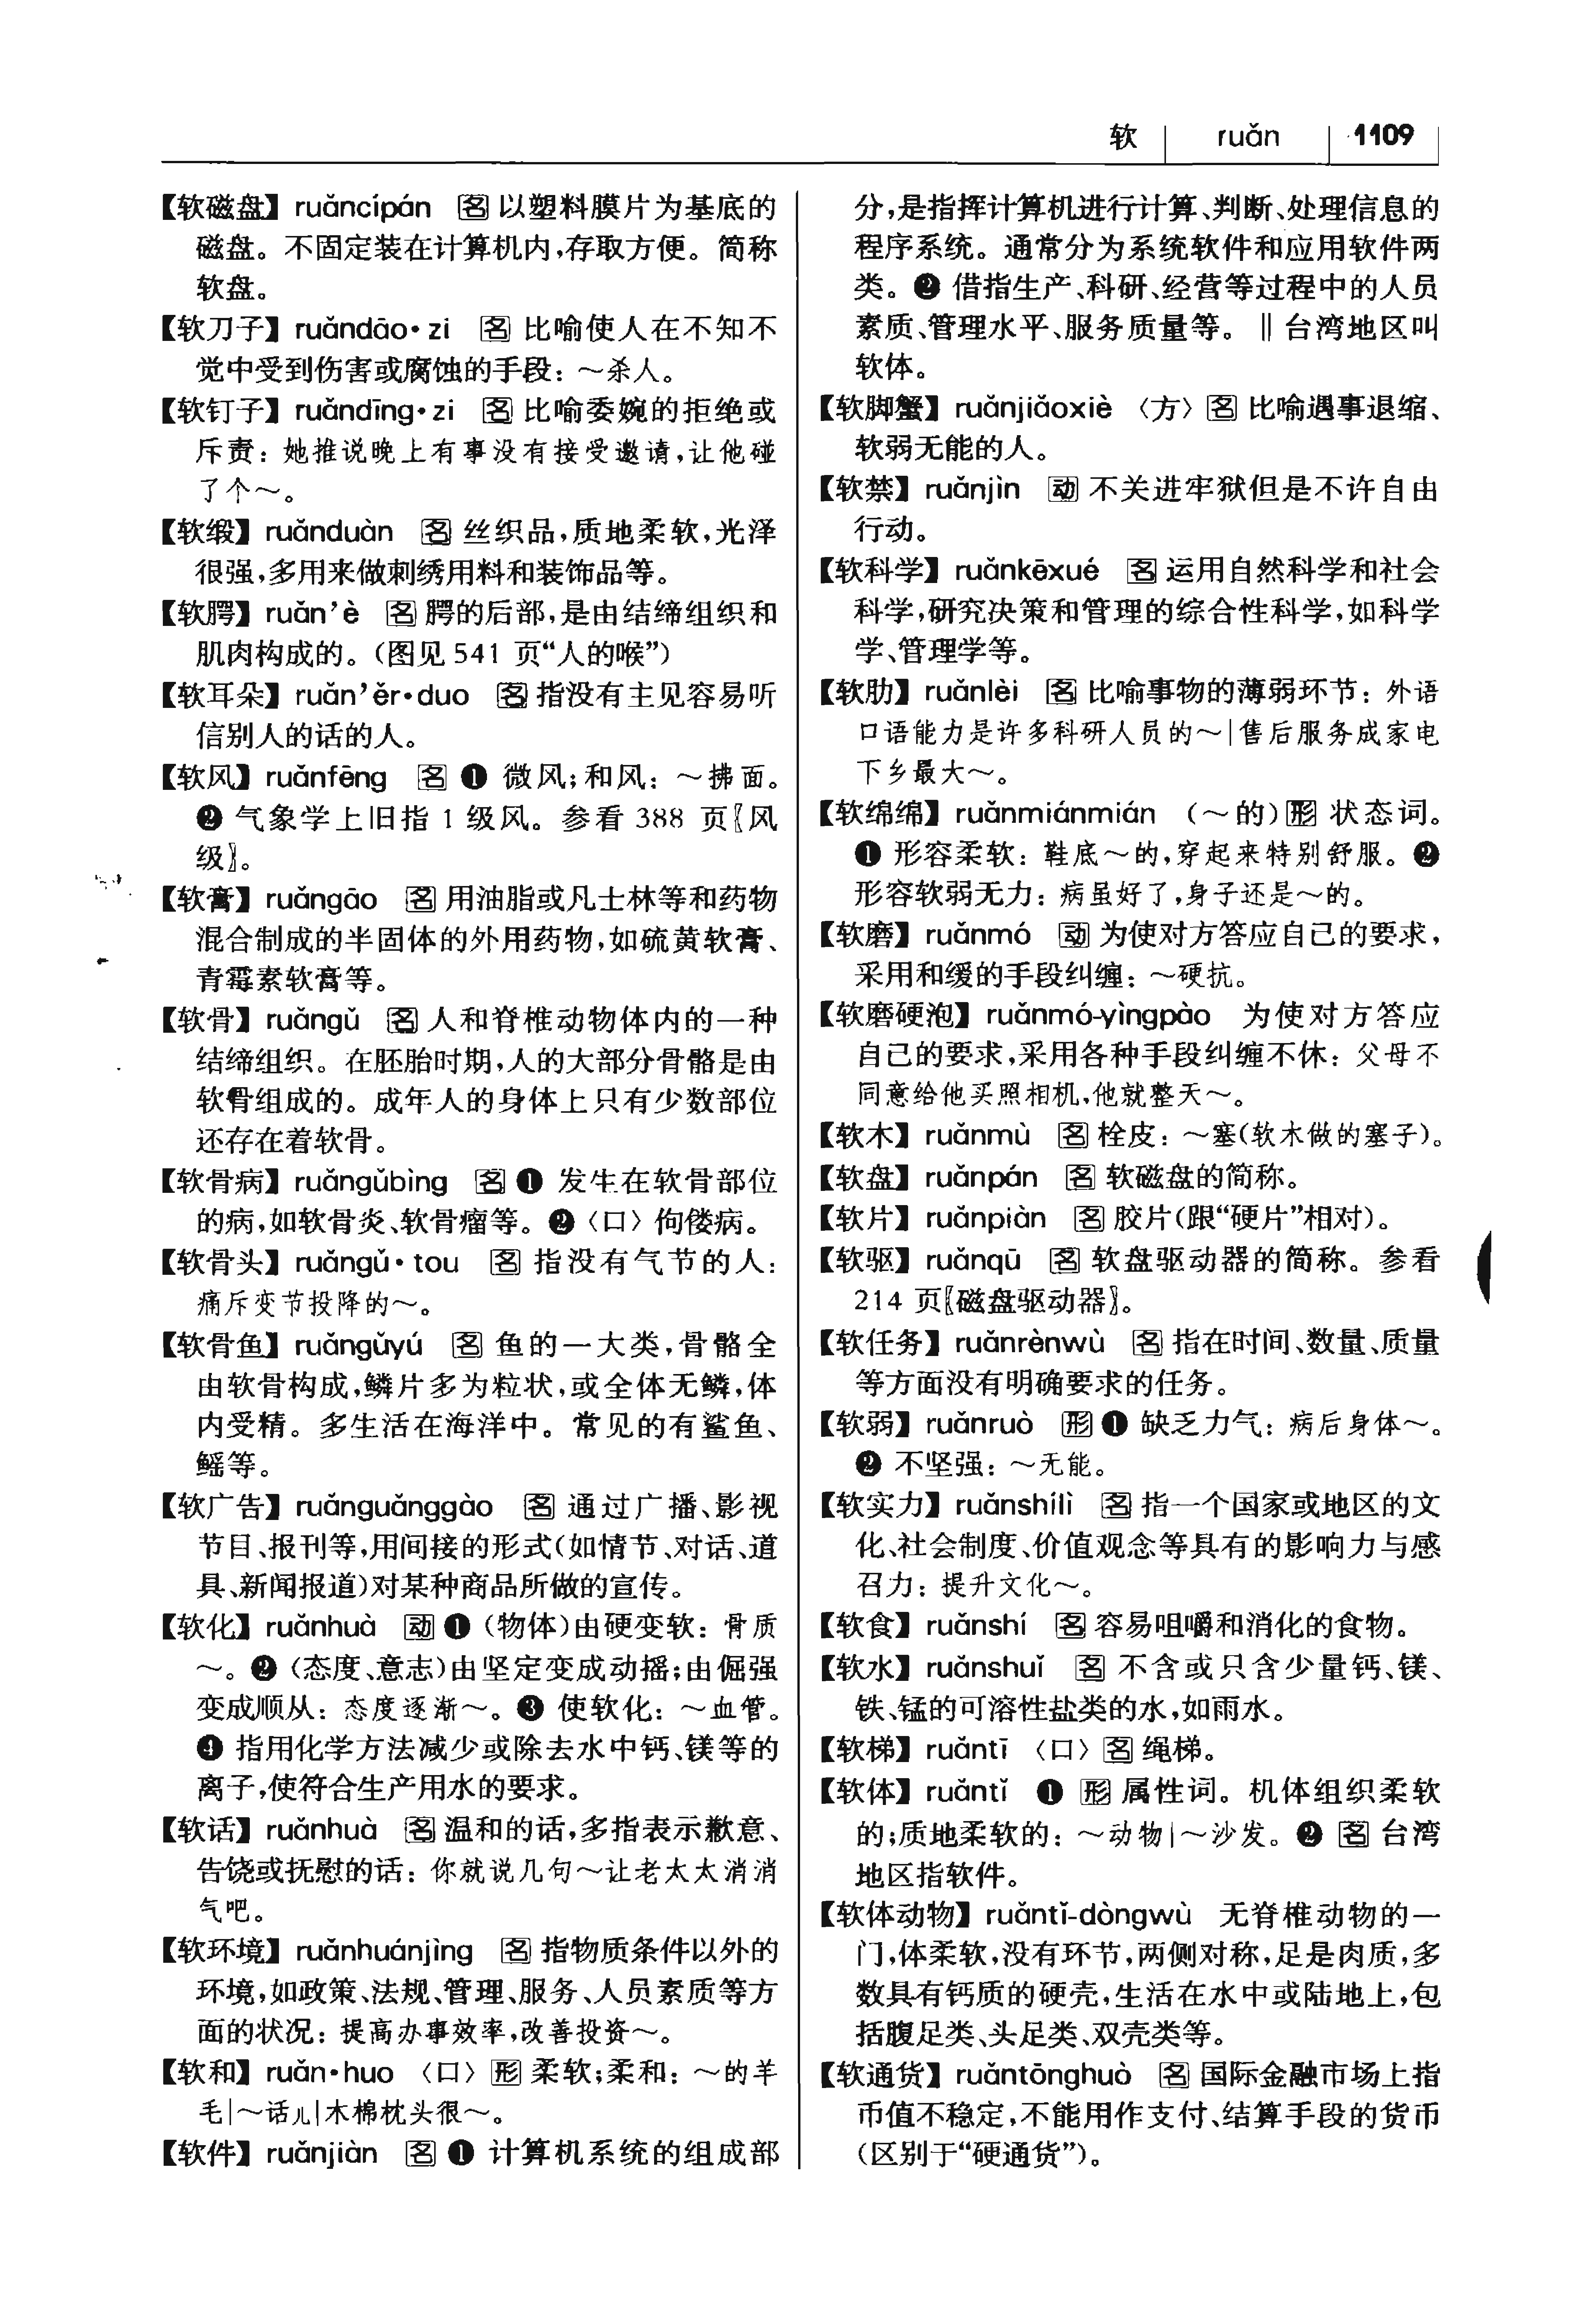 软 ruǎn 1109
【软磁盘】 ruǎncípán 名 以塑料膜片为基底的
磁盘。不固定装在计算机内,存取方便。简称
软盘。
【软刀子】 ruǎndāo·zi 名 比喻使人在不知不
觉中受到伤害或腐蚀的手段:～杀人。
【软钉子】 ruǎndīng·zi 名 比喻委婉的拒绝或
斥责:她推说晚上有事没有接受邀请,让他碰
了个～。
【软缎】 ruǎnduàn 名 丝织品,质地柔软,光泽
很强,多用来做刺绣用料和装饰品等。
【软腭】 ruǎn’è 名 腭的后部,是由结缔组织和
肌肉构成的。(图见 541 页“人的喉”)
【软耳朵】 ruǎn’ěr·duo 名 指没有主见容易听
信别人的话的人。
【软风】 ruǎnfēng 名 ❶ 微风;和风:～拂面。
❷ 气象学上旧指 1 级风。参看 388 页〖风
级〗。
【软膏】 ruǎngāo 名 用油脂或凡士林等和药物
混合制成的半固体的外用药物,如硫黄软膏、
青霉素软膏等。
【软骨】 ruǎngǔ 名 人和脊椎动物体内的一种
结缔组织。在胚胎时期,人的大部分骨骼是由
软骨组成的。成年人的身体上只有少数部位
还存在着软骨。
【软骨病】 ruǎngǔbìng 名 ❶ 发生在软骨部位
的病,如软骨炎、软骨瘤等。❷〈口〉佝偻病。
【软骨头】 ruǎngǔ·tou 名 指没有气节的人:
痛斥变节投降的～。
【软骨鱼】 ruǎngǔyú 名 鱼的一大类,骨骼全
由软骨构成,鳞片多为粒状,或全体无鳞,体
内受精。多生活在海洋中。常见的有鲨鱼、
鳐等。
【软广告】 ruǎnguǎnggào 名 通过广播、影视
节目、报刊等,用间接的形式(如情节、对话、道
具、新闻报道)对某种商品所做的宣传。
【软化】 ruǎnhuà 动 ❶ (物体)由硬变软:骨质
～。❷ (态度、意志)由坚定变成动摇;由倔强
变成顺从:态度逐渐～。❸ 使软化:～血管。
❹ 指用化学方法减少或除去水中钙、镁等的
离子,使符合生产用水的要求。
【软话】 ruǎnhuà 名 温和的话,多指表示歉意、
告饶或抚慰的话:你就说几句～让老太太消消
气吧。
【软环境】 ruǎnhuánjìng 名 指物质条件以外的
环境,如政策、法规、管理、服务、人员素质等方
面的状况:提高办事效率,改善投资～。
【软和】 ruǎn·huo 〈口〉 形 柔软;柔和:～的羊
毛|～话儿|木棉枕头很～。
【软件】 ruǎnjiàn 名 ❶ 计算机系统的组成部
分,是指挥计算机进行计算、判断、处理信息的
程序系统。通常分为系统软件和应用软件两
类。❷ 借指生产、科研、经营等过程中的人员
素质、管理水平、服务质量等。‖台湾地区叫
软体。
【软脚蟹】 ruǎnjiǎoxiè 〈方〉 名 比喻遇事退缩、
软弱无能的人。
【软禁】 ruǎnjìn 动 不关进牢狱但是不许自由
行动。
【软科学】 ruǎnkēxué 名 运用自然科学和社会
科学,研究决策和管理的综合性科学,如科学
学、管理学等。
【软肋】 ruǎnlèi 名 比喻事物的薄弱环节:外语
口语能力是许多科研人员的～|售后服务成家电
下乡最大～。
【软绵绵】 ruǎnmiánmián (～的) 形 状态词。
❶ 形容柔软:鞋底～的,穿起来特别舒服。❷
形容软弱无力:病虽好了,身子还是～的。
【软磨】 ruǎnmó 动 为使对方答应自己的要求,
采用和缓的手段纠缠:～硬抗。
【软磨硬泡】 ruǎnmó-yìngpào 为使对方答应
自己的要求,采用各种手段纠缠不休:父母不
同意给他买照相机,他就整天～。
【软木】 ruǎnmù 名 栓皮:～塞(软木做的塞子)。
【软盘】 ruǎnpán 名 软磁盘的简称。
【软片】 ruǎnpiàn 名 胶片(跟“硬片”相对)。
【软驱】 ruǎnqū 名 软盘驱动器的简称。参看
214 页〖磁盘驱动器〗。
【软任务】 ruǎnrènwù 名 指在时间、数量、质量
等方面没有明确要求的任务。
【软弱】 ruǎnruò 形 ❶ 缺乏力气:病后身体～。
❷ 不坚强:～无能。
【软实力】 ruǎnshílì 名 指一个国家或地区的文
化、社会制度、价值观念等具有的影响力与感
召力:提升文化～。
【软食】 ruǎnshí 名 容易咀嚼和消化的食物。
【软水】 ruǎnshuǐ 名 不含或只含少量钙、镁、
铁、锰的可溶性盐类的水,如雨水。
【软梯】 ruǎntī 〈口〉 名 绳梯。
【软体】 ruǎntǐ ❶ 形 属性词。机体组织柔软
的;质地柔软的:～动物|～沙发。❷ 名 台湾
地区指软件。
【软体动物】 ruǎntǐ-dòngwù 无脊椎动物的一
门,体柔软,没有环节,两侧对称,足是肉质,多
数具有钙质的硬壳,生活在水中或陆地上,包
括腹足类、头足类、双壳类等。
【软通货】 ruǎntōnghuò 名 国际金融市场上指
币值不稳定,不能用作支付、结算手段的货币
(区别于“硬通货”)。